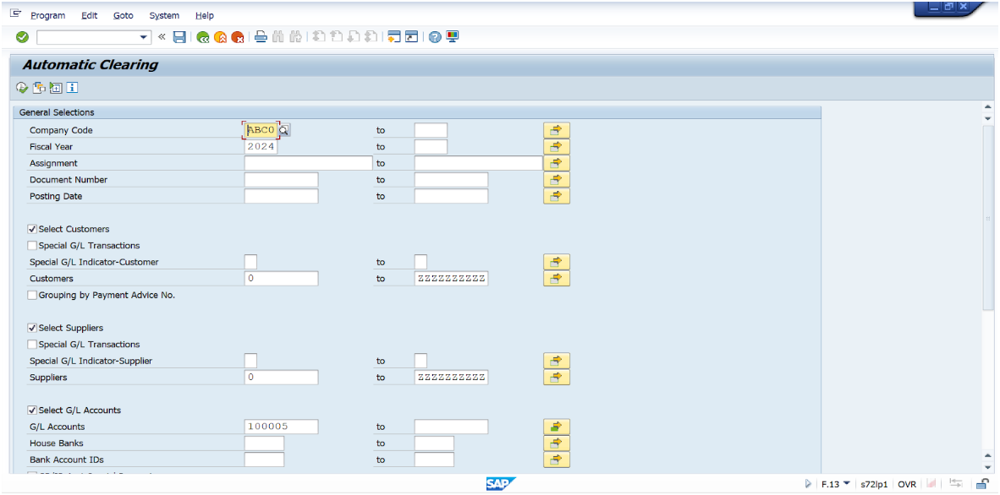 Program Edit Goto System Help
Automatic Clearing
General Selections
Company Code ABC0 to
Fiscal Year 2024 to
Assignment to
Document Number to
Posting Date to
Select Customers
Special G/L Transactions
Special G/L Indicator-Customer to
Customers 0 to ZZZZZZZZZZ
Grouping by Payment Advice No.
Select Suppliers
Special G/L Transactions
Special G/L Indicator-Supplier to
Suppliers 0 to ZZZZZZZZZZ
Select G/L Accounts
G/L Accounts 100005 to
House Banks to
Bank Account IDs to
SAP F.13 s72lp1 OVR